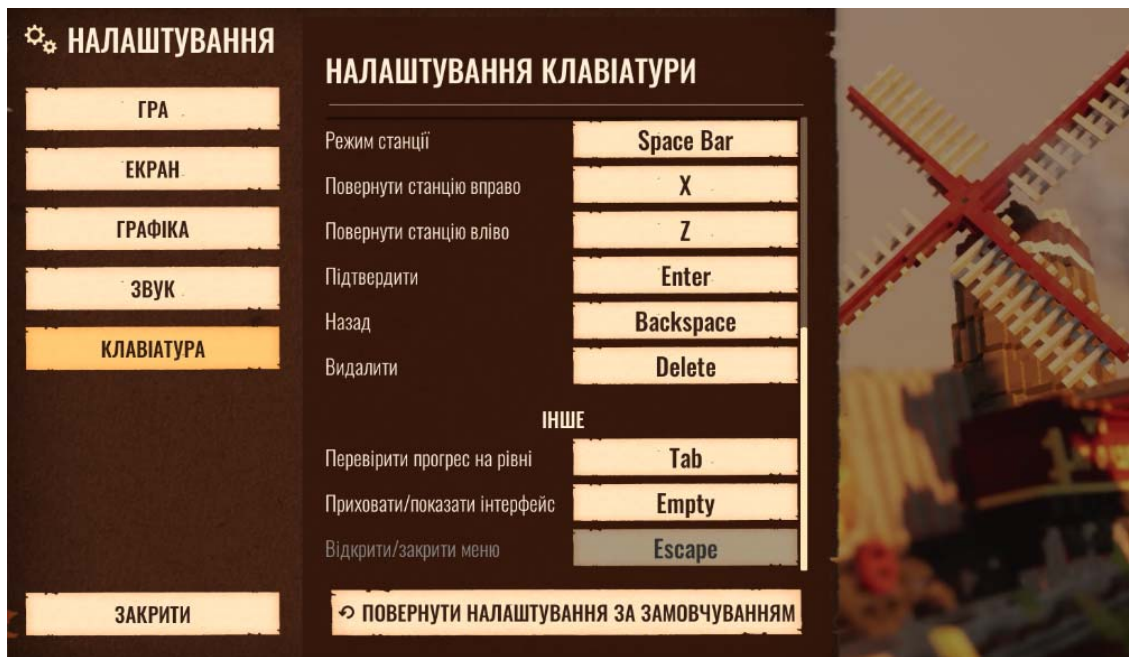 НАЛАШТУВАННЯ
ГРА
ЕКРАН
ГРАФІКА
ЗВУК
КЛАВІАТУРА
ЗАКРИТИ
НАЛАШТУВАННЯ КЛАВІАТУРИ
Режим станції Space Bar
Повернути станцію вправо X
Повернути станцію вліво Z
Підтвердити Enter
Назад Backspace
Видалити Delete
ІНШЕ
Перевірити прогрес на рівні Tab
Приховати/показати інтерфейс Empty
Відкрити/закрити меню Escape
ПОВЕРНУТИ НАЛАШТУВАННЯ ЗА ЗАМОВЧУВАННЯМ